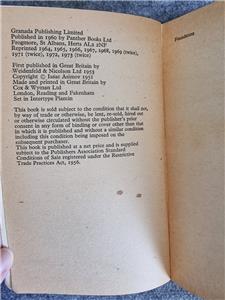 Granada Publishing Limited
Published in 1960 by Panther Books Ltd
Frogmore, St Albans, Herts AL2 2NF
Reprinted 1964, 1965, 1966, 1967, 1968, 1969 (twice),
1971 (twice), 1972, 1973 (twice)
First published in Great Britain by
Weidenfeld & Nicolson Ltd 1953
Copyright © Isaac Asimov 1951
Made and printed in Great Britain by
Cox & Wyman Ltd
London, Reading and Fakenham
Set in Intertype Plantin
This book is sold subject to the condition that it shall not,
by way of trade or otherwise, be lent, re-sold, hired out
or otherwise circulated without the publisher's prior
consent in any form of binding or cover other than that
in which it is published and without a similar condition
including this condition being imposed on the
subsequent purchaser.
This book is published at a net price and is supplied
subject to the Publishers Association Standard
Conditions of Sale registered under the Restrictive
Trade Practices Act, 1956.
Foundation